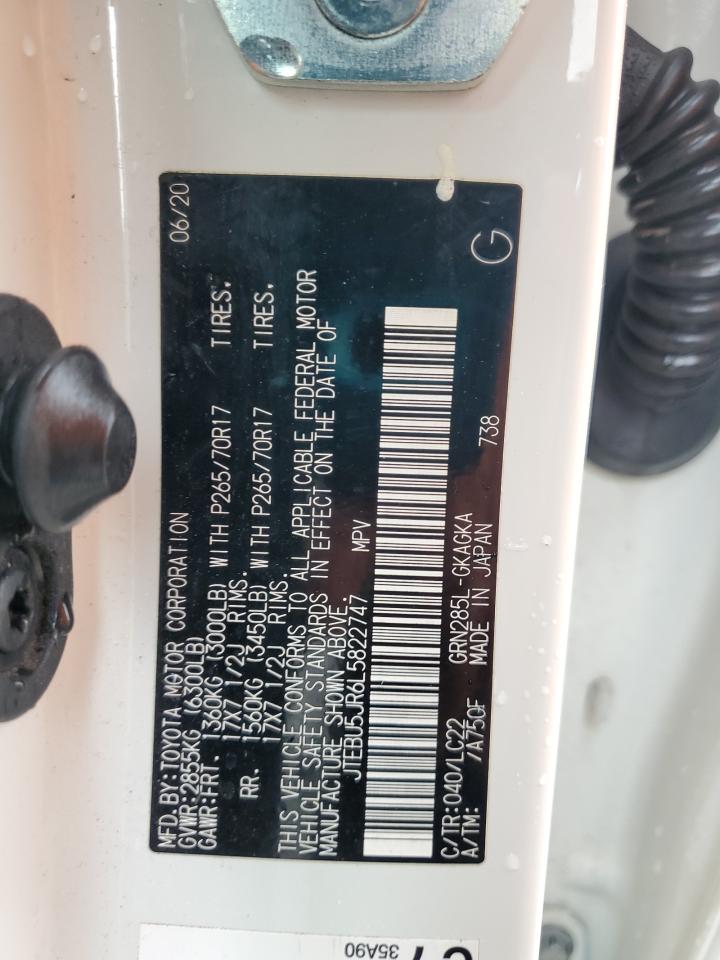 MFD. BY:TOYOTA MOTOR CORPORATION 06/20
GVWR:2855KG (6300LB)
GAWR:FRT. 1360KG (3000LB) WITH P265/70R17 TIRES,
17X7 1/2J RIMS.
RR. 1560KG (3450LB) WITH P265/70R17 TIRES,
17X7 1/2J RIMS.
THIS VEHICLE CONFORMS TO ALL APPLICABLE FEDERAL MOTOR
VEHICLE SAFETY STANDARDS IN EFFECT ON THE DATE OF
MANUFACTURE SHOWN ABOVE.
JTEBU5JR6L5822747 MPV
C/TR:040/LC22 GRN285L-GKAGKA
A/TM: /A750F MADE IN JAPAN 738 G
35A90